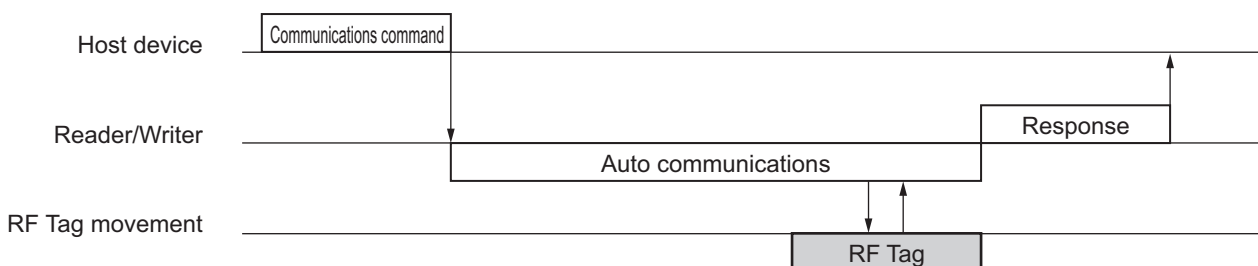 Communications command
Host device
Response
Reader/Writer
Auto communications
RF Tag movement
RF Tag